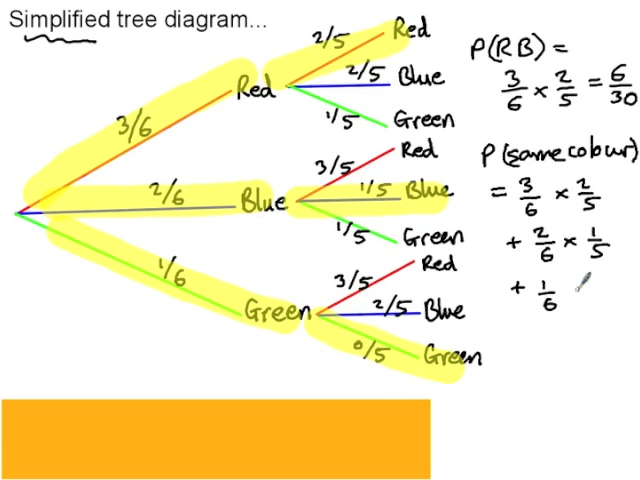 Simplified tree diagram...
2/5 Red
2/5 Blue
1/5 Green
3/6 Red
3/5 Red
1/5 Blue
1/5 Green
2/6 Blue
3/5 Red
2/5 Blue
0/5 Green
1/6 Green
P(RB) =
3/6 × 2/5 = 6/30
P(same colour)
= 3/6 × 2/5
+ 2/6 × 1/5
+ 1/6